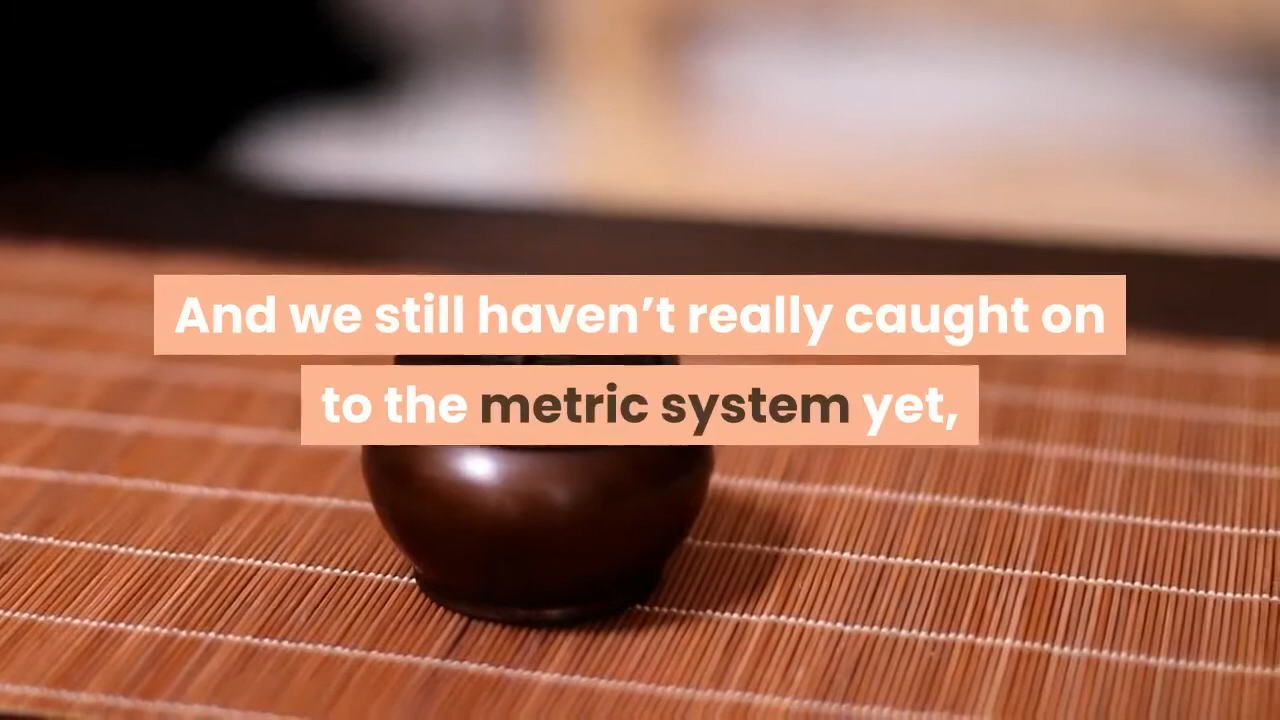 And we still haven’t really caught on
to the metric system yet,